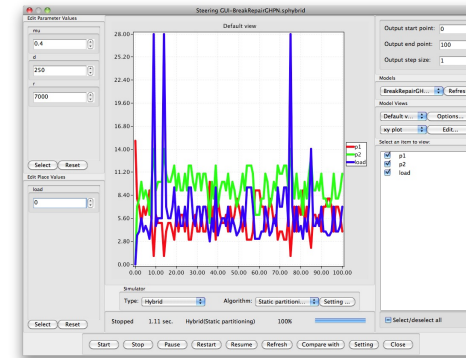 Steering GUI-BreakRepairGHPN.sphybrid
Edit Parameter Values
mu
0.4
d
250
r
7000
Select
Reset
Edit Place Values
load
0
Select
Reset
Default view
28.00
25.20
22.40
19.60
16.80
14.00
11.20
8.40
5.60
2.80
0.00
0.00 10.00 20.00 30.00 40.00 50.00 60.00 70.00 80.00 90.00 100.00
p1
p2
load
Simulator
Type: Hybrid
Algorithm: Static partitioni...
Setting ...
Stopped 1.11 sec. Hybrid(Static partitioning) 100%
Output start point: 0
Output end point: 100
Output step size: 1
Models
BreakRepairGH... Refres
Model Views
Default v... Options...
xy plot Edit...
Select an item to view:
p1
p2
load
Select/deselect all
Start Stop Pause Restart Resume Refresh Compare with Setting Close